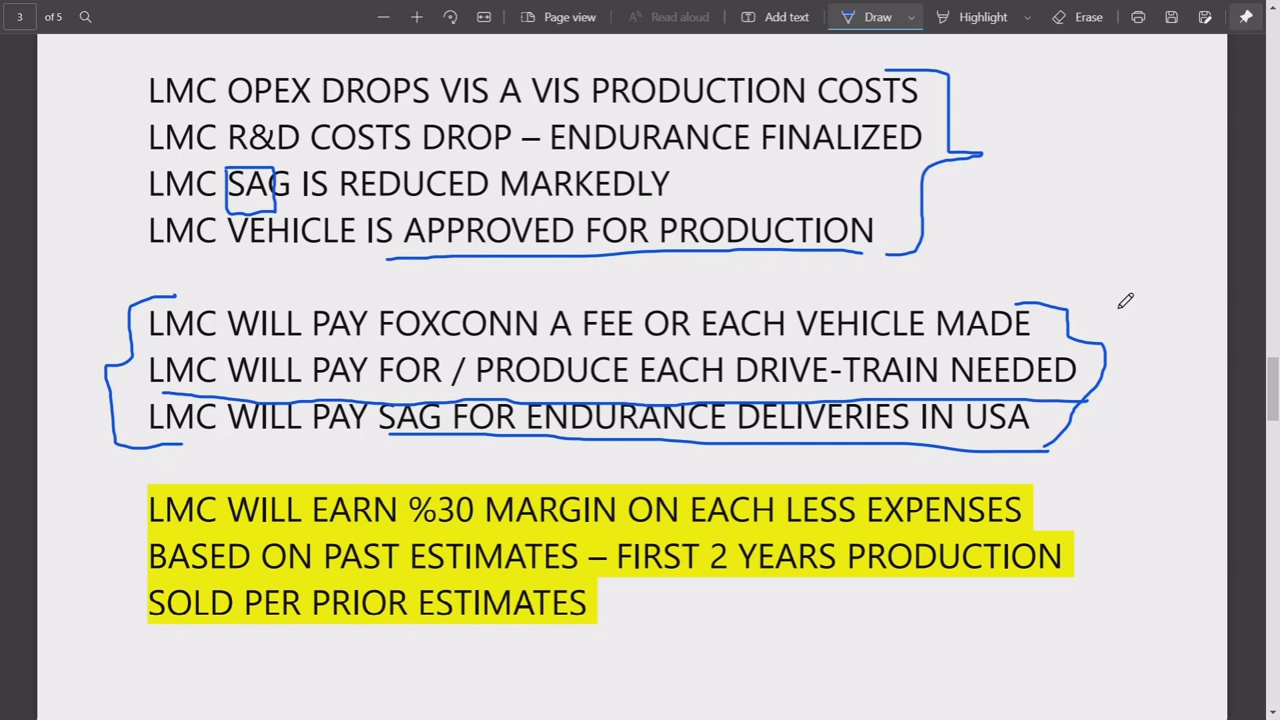 3 of 5 Page view Read aloud Add text Draw Highlight Erase
LMC OPEX DROPS VIS A VIS PRODUCTION COSTS
LMC R&D COSTS DROP – ENDURANCE FINALIZED
LMC SAG IS REDUCED MARKEDLY
LMC VEHICLE IS APPROVED FOR PRODUCTION
LMC WILL PAY FOXCONN A FEE OR EACH VEHICLE MADE
LMC WILL PAY FOR / PRODUCE EACH DRIVE-TRAIN NEEDED
LMC WILL PAY SAG FOR ENDURANCE DELIVERIES IN USA
LMC WILL EARN %30 MARGIN ON EACH LESS EXPENSES
BASED ON PAST ESTIMATES – FIRST 2 YEARS PRODUCTION
SOLD PER PRIOR ESTIMATES